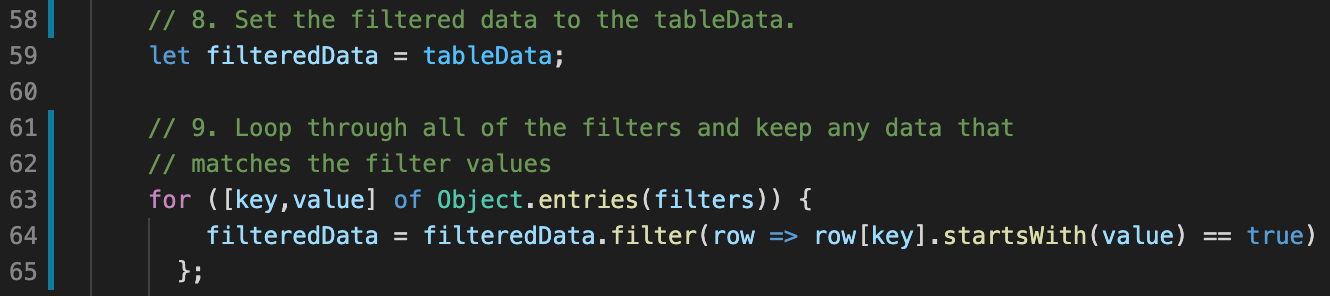 58 // 8. Set the filtered data to the tableData.
59 let filteredData = tableData;
60
61 // 9. Loop through all of the filters and keep any data that
62 // matches the filter values
63 for ([key,value] of Object.entries(filters)) {
64 filteredData = filteredData.filter(row => row[key].startsWith(value) == true)
65 };